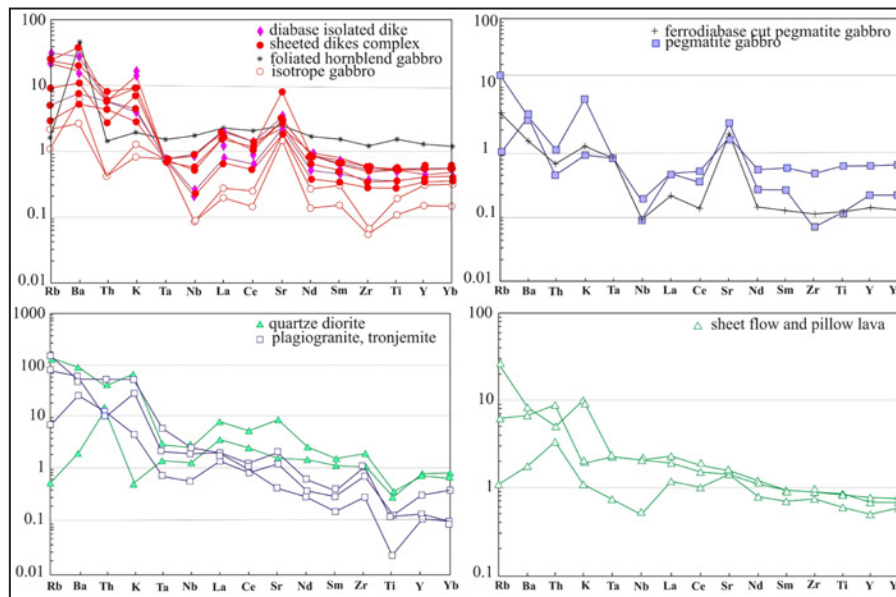 100
10
1
0.1
0.01
diabase isolated dike
sheeted dikes complex
foliated hornblend gabbro
isotrope gabbro
Rb Ba Th K Ta Nb La Ce Sr Nd Sm Zr Ti Y Yb
100
10
1
0.1
0.01
ferrodiabase cut pegmatite gabbro
pegmatite gabbro
Rb Ba Th K Ta Nb La Ce Sr Nd Sm Zr Ti Y Y
1000
100
10
1
0.1
0.01
quartze diorite
plagiogranite, tronjemite
Rb Ba Th K Ta Nb La Ce Sr Nd Sm Zr Ti Y Yb
100
10
1
0.1
sheet flow and pillow lava
Rb Ba Th K Ta Nb La Ce Sr Nd Sm Zr Ti Y Y